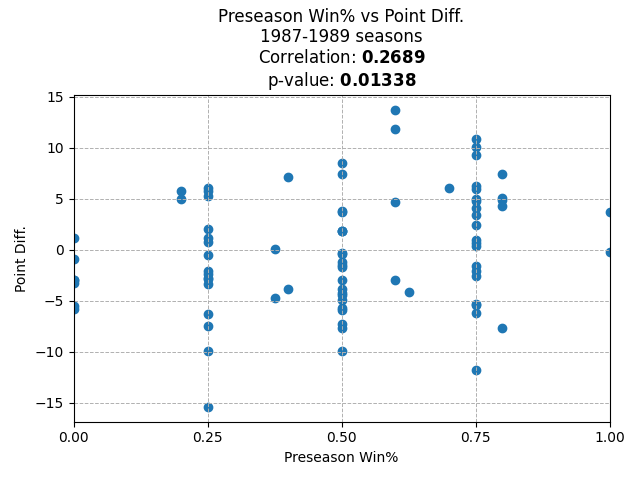 Preseason Win% vs Point Diff.
1987-1989 seasons
Correlation: 0.2689
p-value: 0.01338
15
10
5
0
−5
−10
−15
Point Diff.
0.00 0.25 0.50 0.75 1.00
Preseason Win%